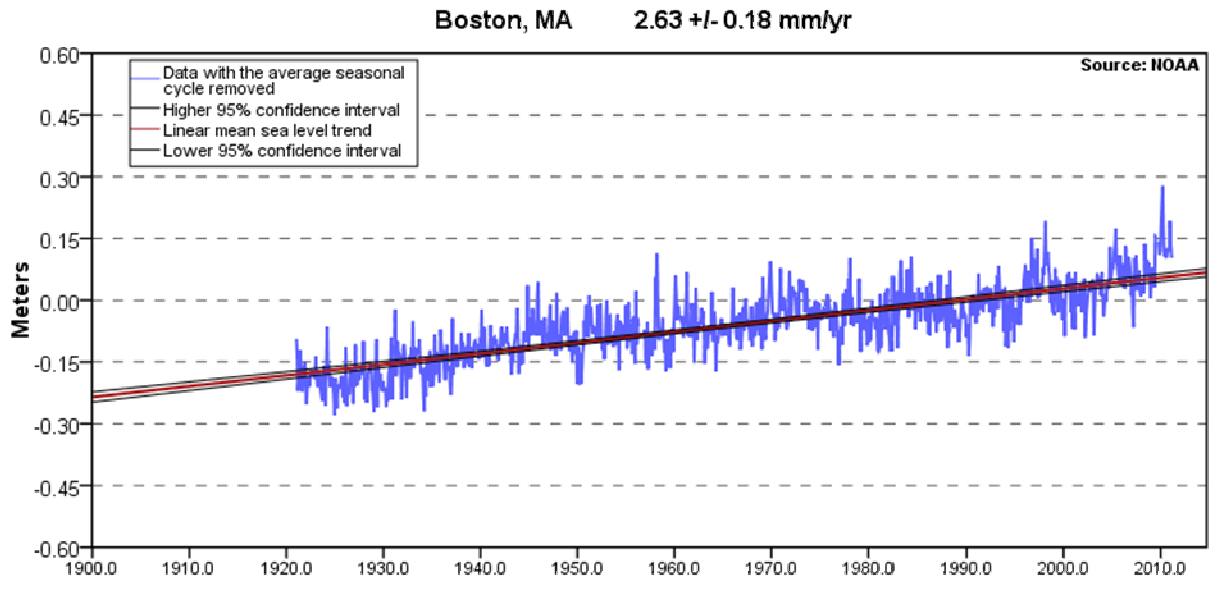 Boston, MA 2.63 +/- 0.18 mm/yr
Source: NOAA
Data with the average seasonal
cycle removed
Higher 95% confidence interval
Linear mean sea level trend
Lower 95% confidence interval
Meters
0.60
0.45
0.30
0.15
0.00
-0.15
-0.30
-0.45
-0.60
1900.0 1910.0 1920.0 1930.0 1940.0 1950.0 1960.0 1970.0 1980.0 1990.0 2000.0 2010.0